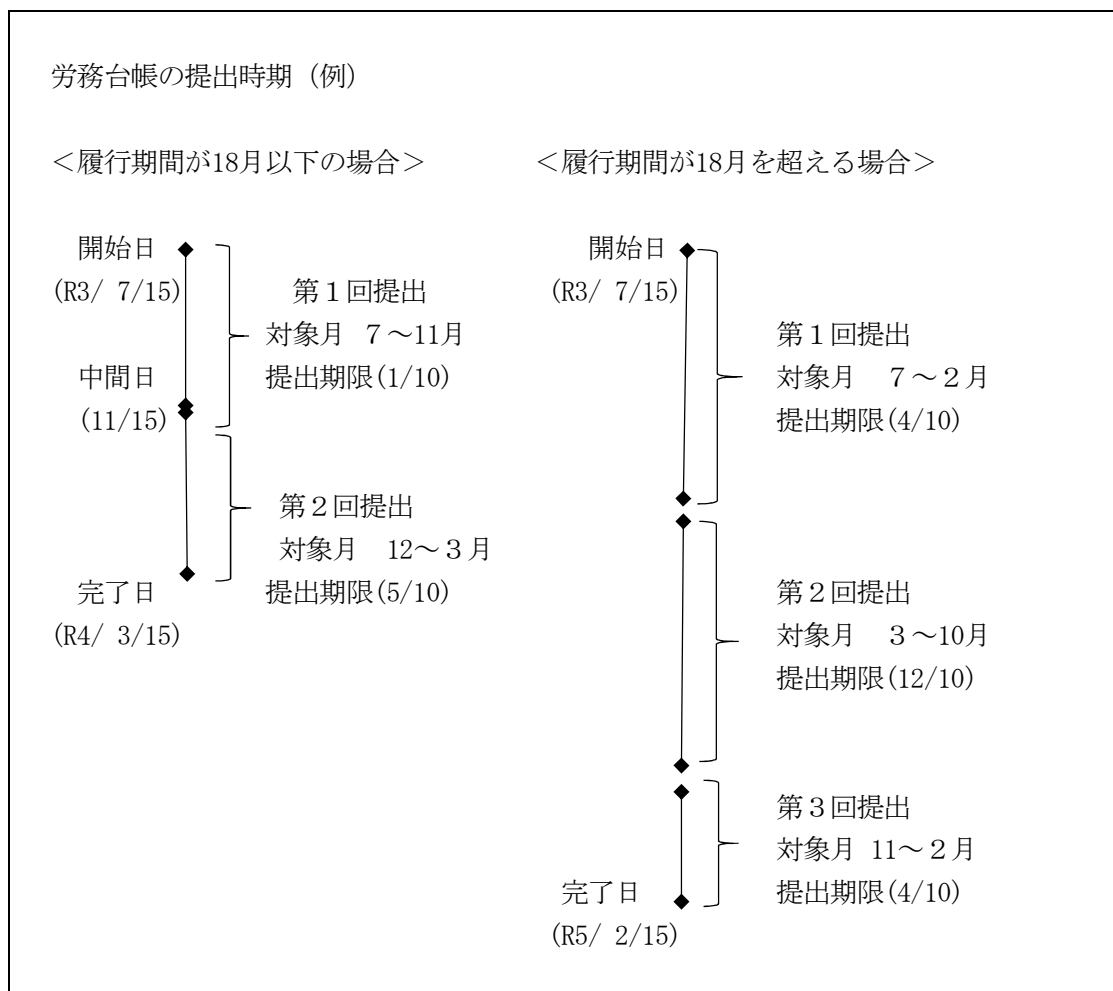 労務台帳の提出時期（例）
＜履行期間が18月以下の場合＞
開始日
(R3/ 7/15)
第１回提出
対象月 ７～11月
提出期限(1/10)
中間日
(11/15)
第２回提出
対象月 12～３月
提出期限(5/10)
完了日
(R4/ 3/15)
＜履行期間が18月を超える場合＞
開始日
(R3/ 7/15)
第１回提出
対象月 ７～２月
提出期限(4/10)
第２回提出
対象月 ３～10月
提出期限(12/10)
第３回提出
対象月 11～２月
提出期限(4/10)
完了日
(R5/ 2/15)